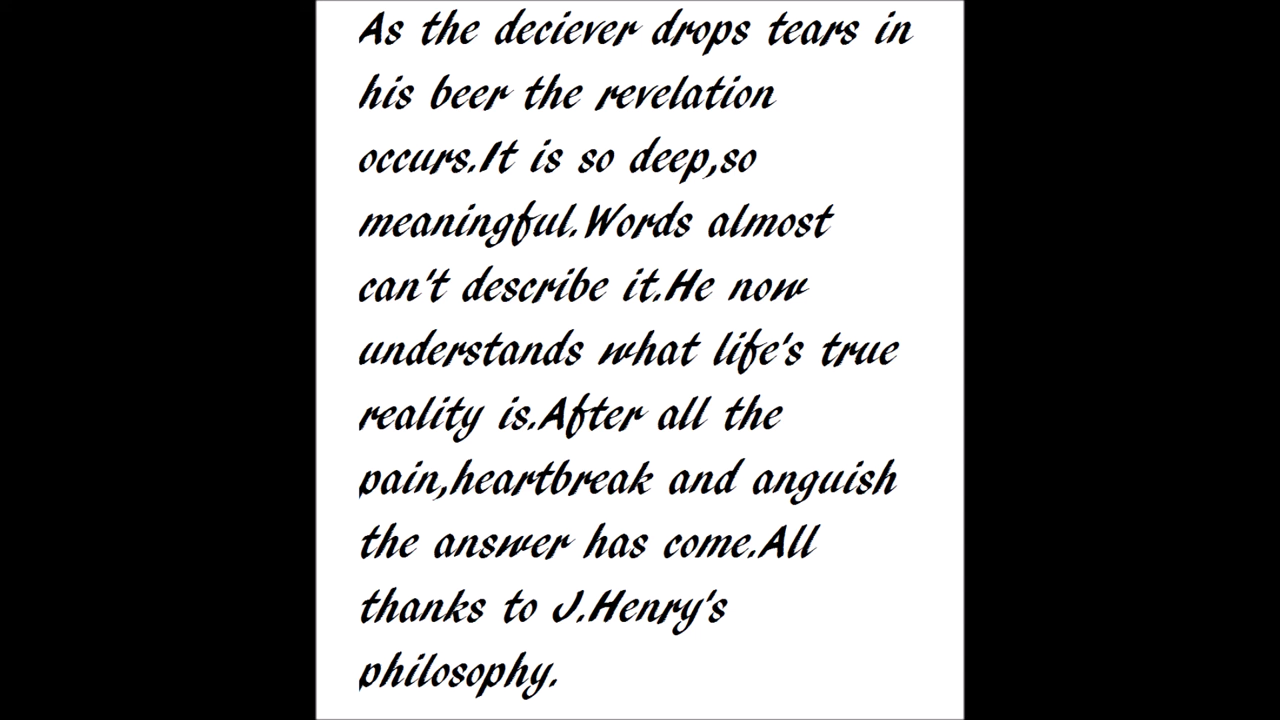 As the deciever drops tears in
his beer the revelation
occurs.It is so deep,so
meaningful.Words almost
can't describe it.He now
understands what life's true
reality is.After all the
pain,heartbreak and anguish
the answer has come.All
thanks to J.Henry's
philosophy.